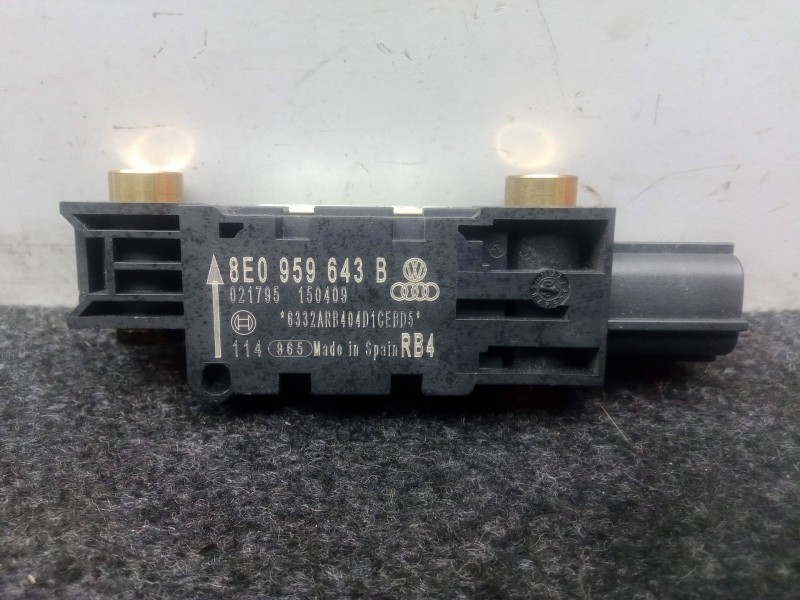 8E0 959 643 B
021795 150409
*6332ARB404D1CEBD5*
114 965 Made in Spain RB4